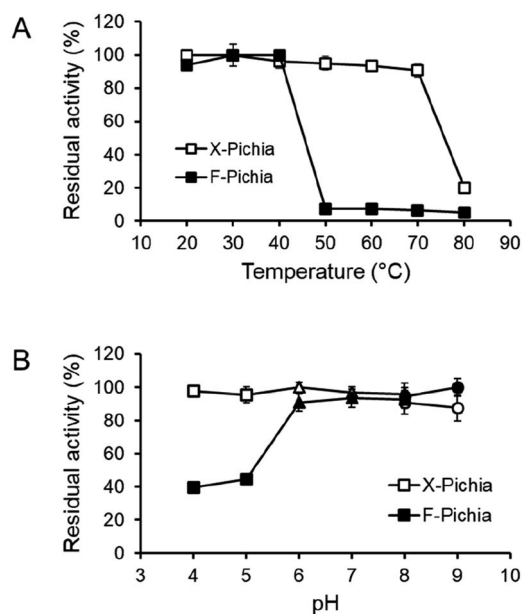 A
Residual activity (%)
120
100
80
60
40
20
0
X-Pichia
F-Pichia
10 20 30 40 50 60 70 80 90
Temperature (°C)
B
Residual activity (%)
120
100
80
60
40
20
0
X-Pichia
F-Pichia
3 4 5 6 7 8 9 10
pH